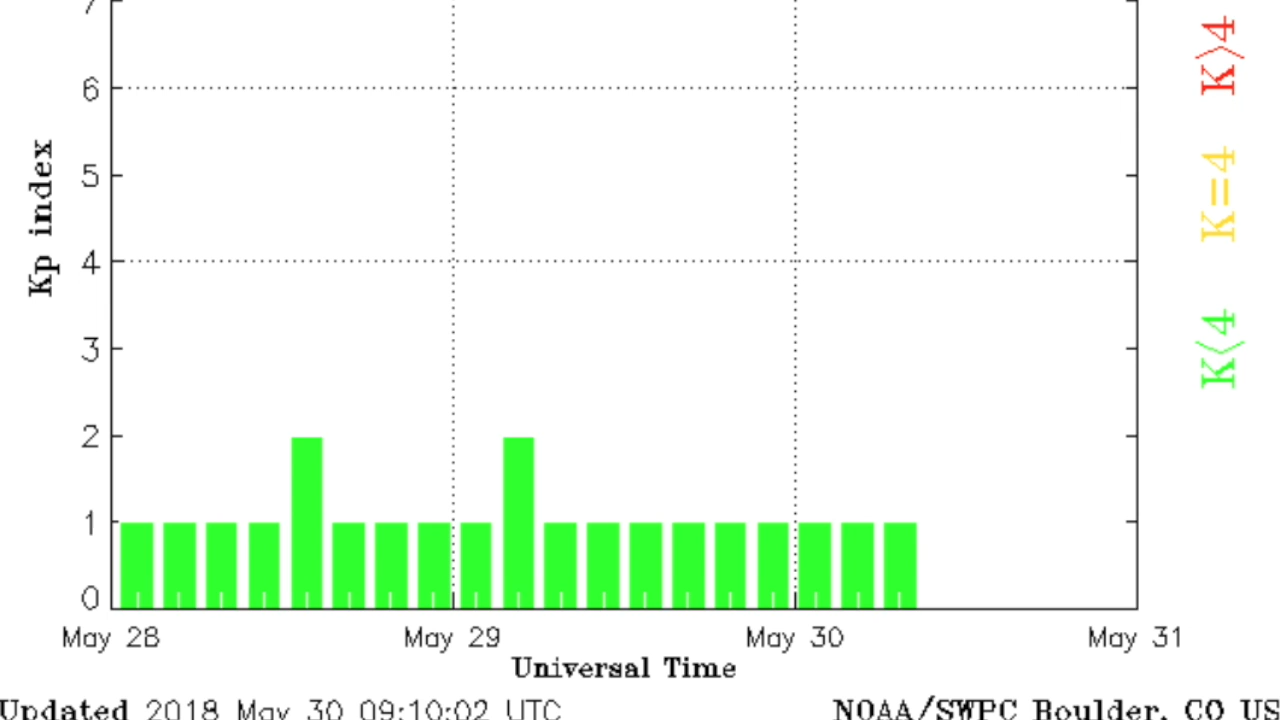 7
6
5
4
3
2
1
0
Kp index
May 28 May 29 May 30 May 31
Universal Time
Updated 2018 May 30 09:10:02 UTC NOAA/SWPC Boulder, CO US
K>4
K=4
K<4